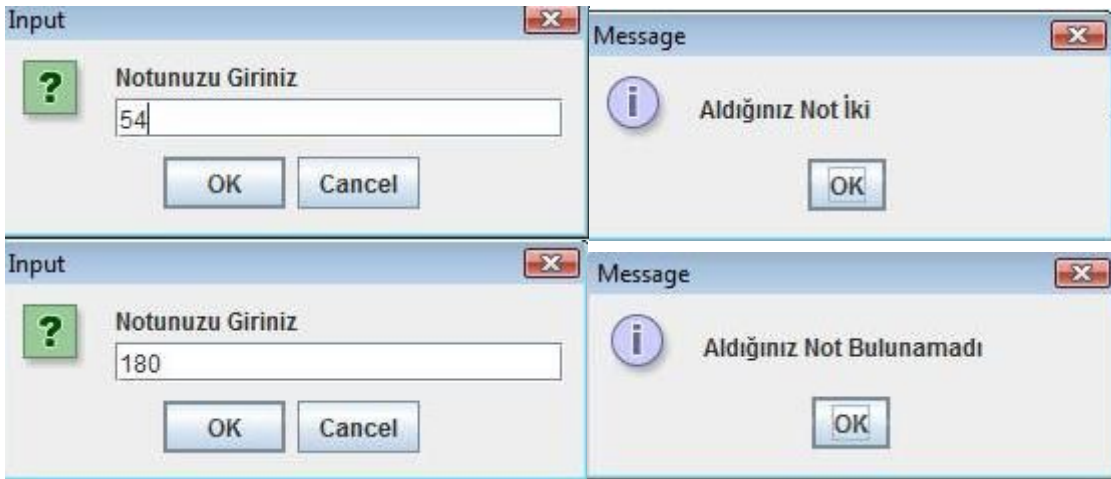 Input
Notunuzu Giriniz
54
OK Cancel
Message
Aldığınız Not İki
OK
Input
Notunuzu Giriniz
180
OK Cancel
Message
Aldığınız Not Bulunamadı
OK